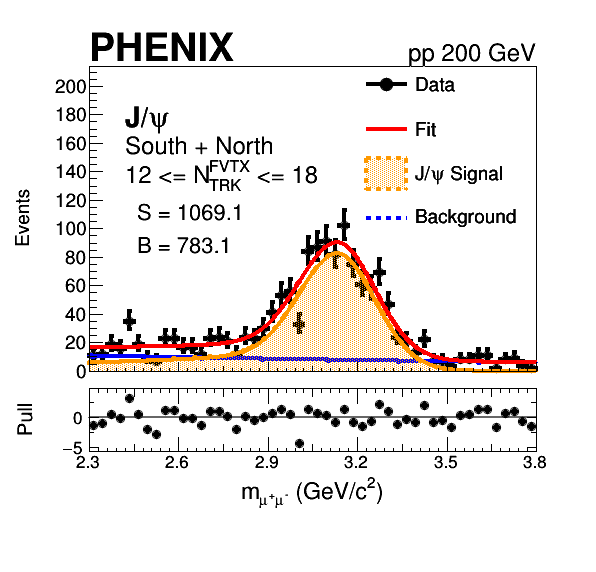 PHENIX pp 200 GeV
J/ψ
South + North
12 <= N_TRK^FVTX <= 18
S = 1069.1
B = 783.1
Data
Fit
J/ψ Signal
Background
Events
200
180
160
140
120
100
80
60
40
20
0
Pull
0
−5
2.3 2.6 2.9 3.2 3.5 3.8
m_μ⁺μ⁻ (GeV/c²)